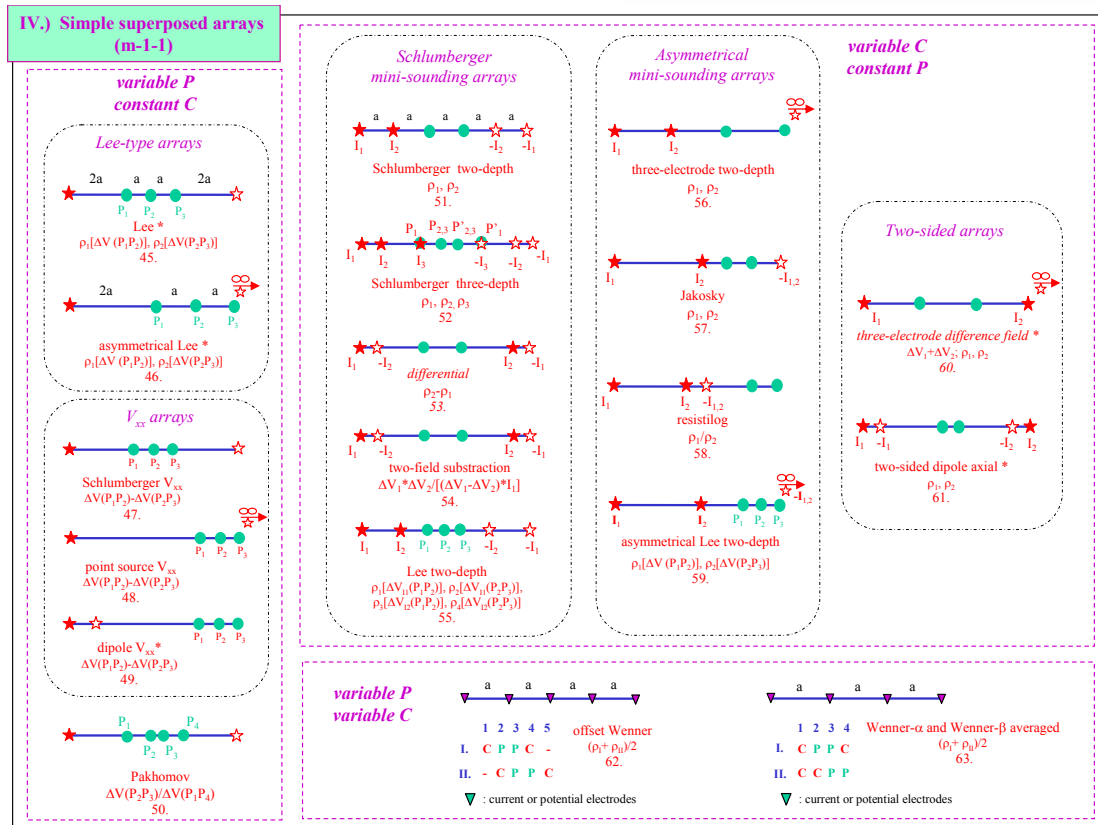 IV.) Simple superposed arrays
(m-1-1)
variable P
constant C
Lee-type arrays
2a a a 2a
P₁ P₂ P₃
Lee *
ρ₁[ΔV (P₁P₂)], ρ₂[ΔV(P₂P₃)]
45.
2a a a
P₁ P₂ P₃
asymmetrical Lee *
ρ₁[ΔV (P₁P₂)], ρ₂[ΔV(P₂P₃)]
46.
Vₓₓ arrays
P₁ P₂ P₃
Schlumberger Vₓₓ
ΔV(P₁P₂)-ΔV(P₂P₃)
47.
P₁ P₂ P₃
point source Vₓₓ
ΔV(P₁P₂)-ΔV(P₂P₃)
48.
P₁ P₂ P₃
dipole Vₓₓ*
ΔV(P₁P₂)-ΔV(P₂P₃)
49.
P₁ P₄
P₂ P₃
Pakhomov
ΔV(P₂P₃)/ΔV(P₁P₄)
50.
variable C
constant P
Schlumberger
mini-sounding arrays
a a a a a
I₁ I₂ -I₂ -I₁
Schlumberger two-depth
ρ₁, ρ₂
51.
P₁ P₂,₃ P'₂,₃ P'₁
I₁ I₂ I₃ -I₃ -I₂ -I₁
Schlumberger three-depth
ρ₁, ρ₂, ρ₃
52
I₁ -I₂ I₂ -I₁
differential
ρ₂-ρ₁
53.
I₁ -I₂ I₂ -I₁
two-field substraction
ΔV₁*ΔV₂/[(ΔV₁-ΔV₂)*I₁]
54.
I₁ I₂ P₁ P₂ P₃ -I₂ -I₁
Lee two-depth
ρ₁[ΔV₁₁(P₁P₂)], ρ₂[ΔV₁₁(P₂P₃)],
ρ₃[ΔV₁₂(P₁P₂)], ρ₄[ΔV₁₂(P₂P₃)]
55.
Asymmetrical
mini-sounding arrays
I₁ I₂
three-electrode two-depth
ρ₁, ρ₂
56.
I₁ I₂ -I₁,₂
Jakosky
ρ₁, ρ₂
57.
I₁ I₂ -I₁,₂
resistilog
ρ₁/ρ₂
58.
-I₁,₂
I₁ I₂ P₁ P₂ P₃
asymmetrical Lee two-depth
ρ₁[ΔV (P₁P₂)], ρ₂[ΔV(P₂P₃)]
59.
Two-sided arrays
I₁ I₂
three-electrode difference field *
ΔV₁+ΔV₂; ρ₁, ρ₂
60.
I₁ -I₁ -I₂ I₂
two-sided dipole axial *
ρ₁, ρ₂
61.
variable P
variable C
a a a a
1 2 3 4 5
I. C P P C -
II. - C P P C
offset Wenner
(ρI+ ρII)/2
62.
: current or potential electrodes
a a a
1 2 3 4
I. C P P C
II. C C P P
Wenner-α and Wenner-β averaged
(ρI+ ρII)/2
63.
: current or potential electrodes